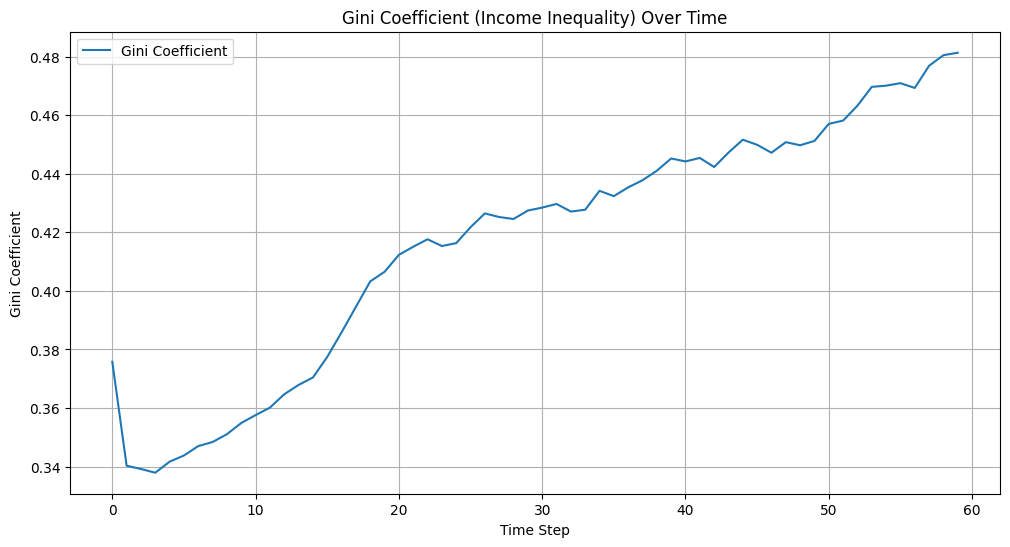 Gini Coefficient (Income Inequality) Over Time
Gini Coefficient
Gini Coefficient
0.48
0.46
0.44
0.42
0.40
0.38
0.36
0.34
0 10 20 30 40 50 60
Time Step